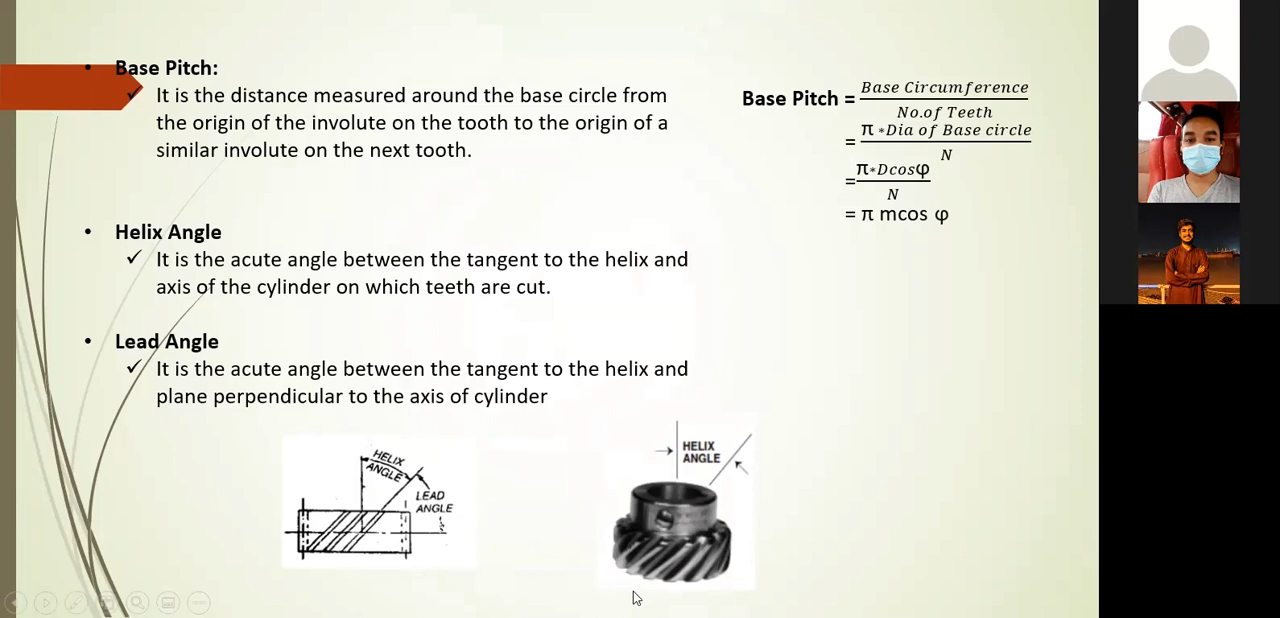 • Base Pitch:
✓ It is the distance measured around the base circle from
the origin of the involute on the tooth to the origin of a
similar involute on the next tooth.
Base Pitch = Base Circumference / No.of Teeth
= π *Dia of Base circle / N
= π*Dcosφ / N
= π mcos φ
• Helix Angle
✓ It is the acute angle between the tangent to the helix and
axis of the cylinder on which teeth are cut.
• Lead Angle
✓ It is the acute angle between the tangent to the helix and
plane perpendicular to the axis of cylinder
HELIX
ANGLE
LEAD
ANGLE
HELIX
ANGLE